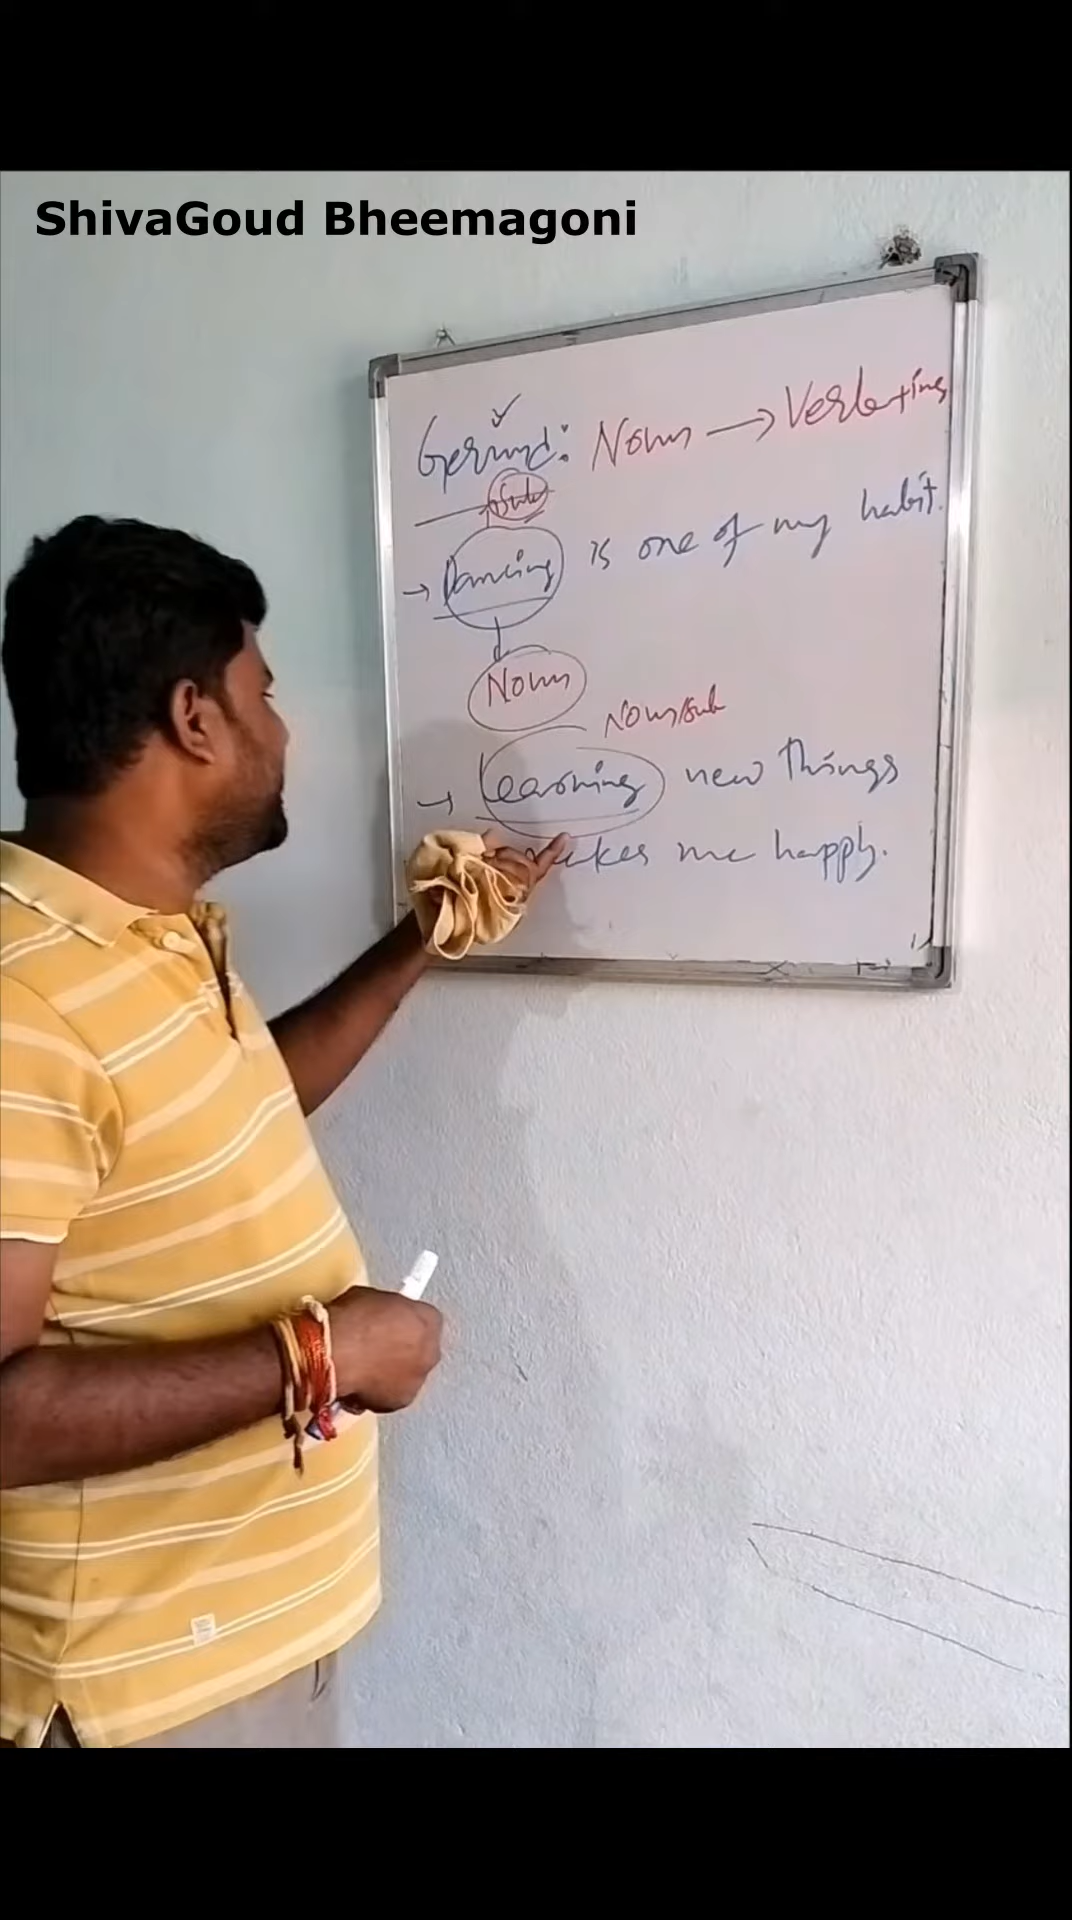 ShivaGoud Bheemagoni
Gerund: Noun → Verb+ing
Sub
→ Dancing is one of my habit.
Noun
Noun/sub
→ Learning new things
makes me happy.